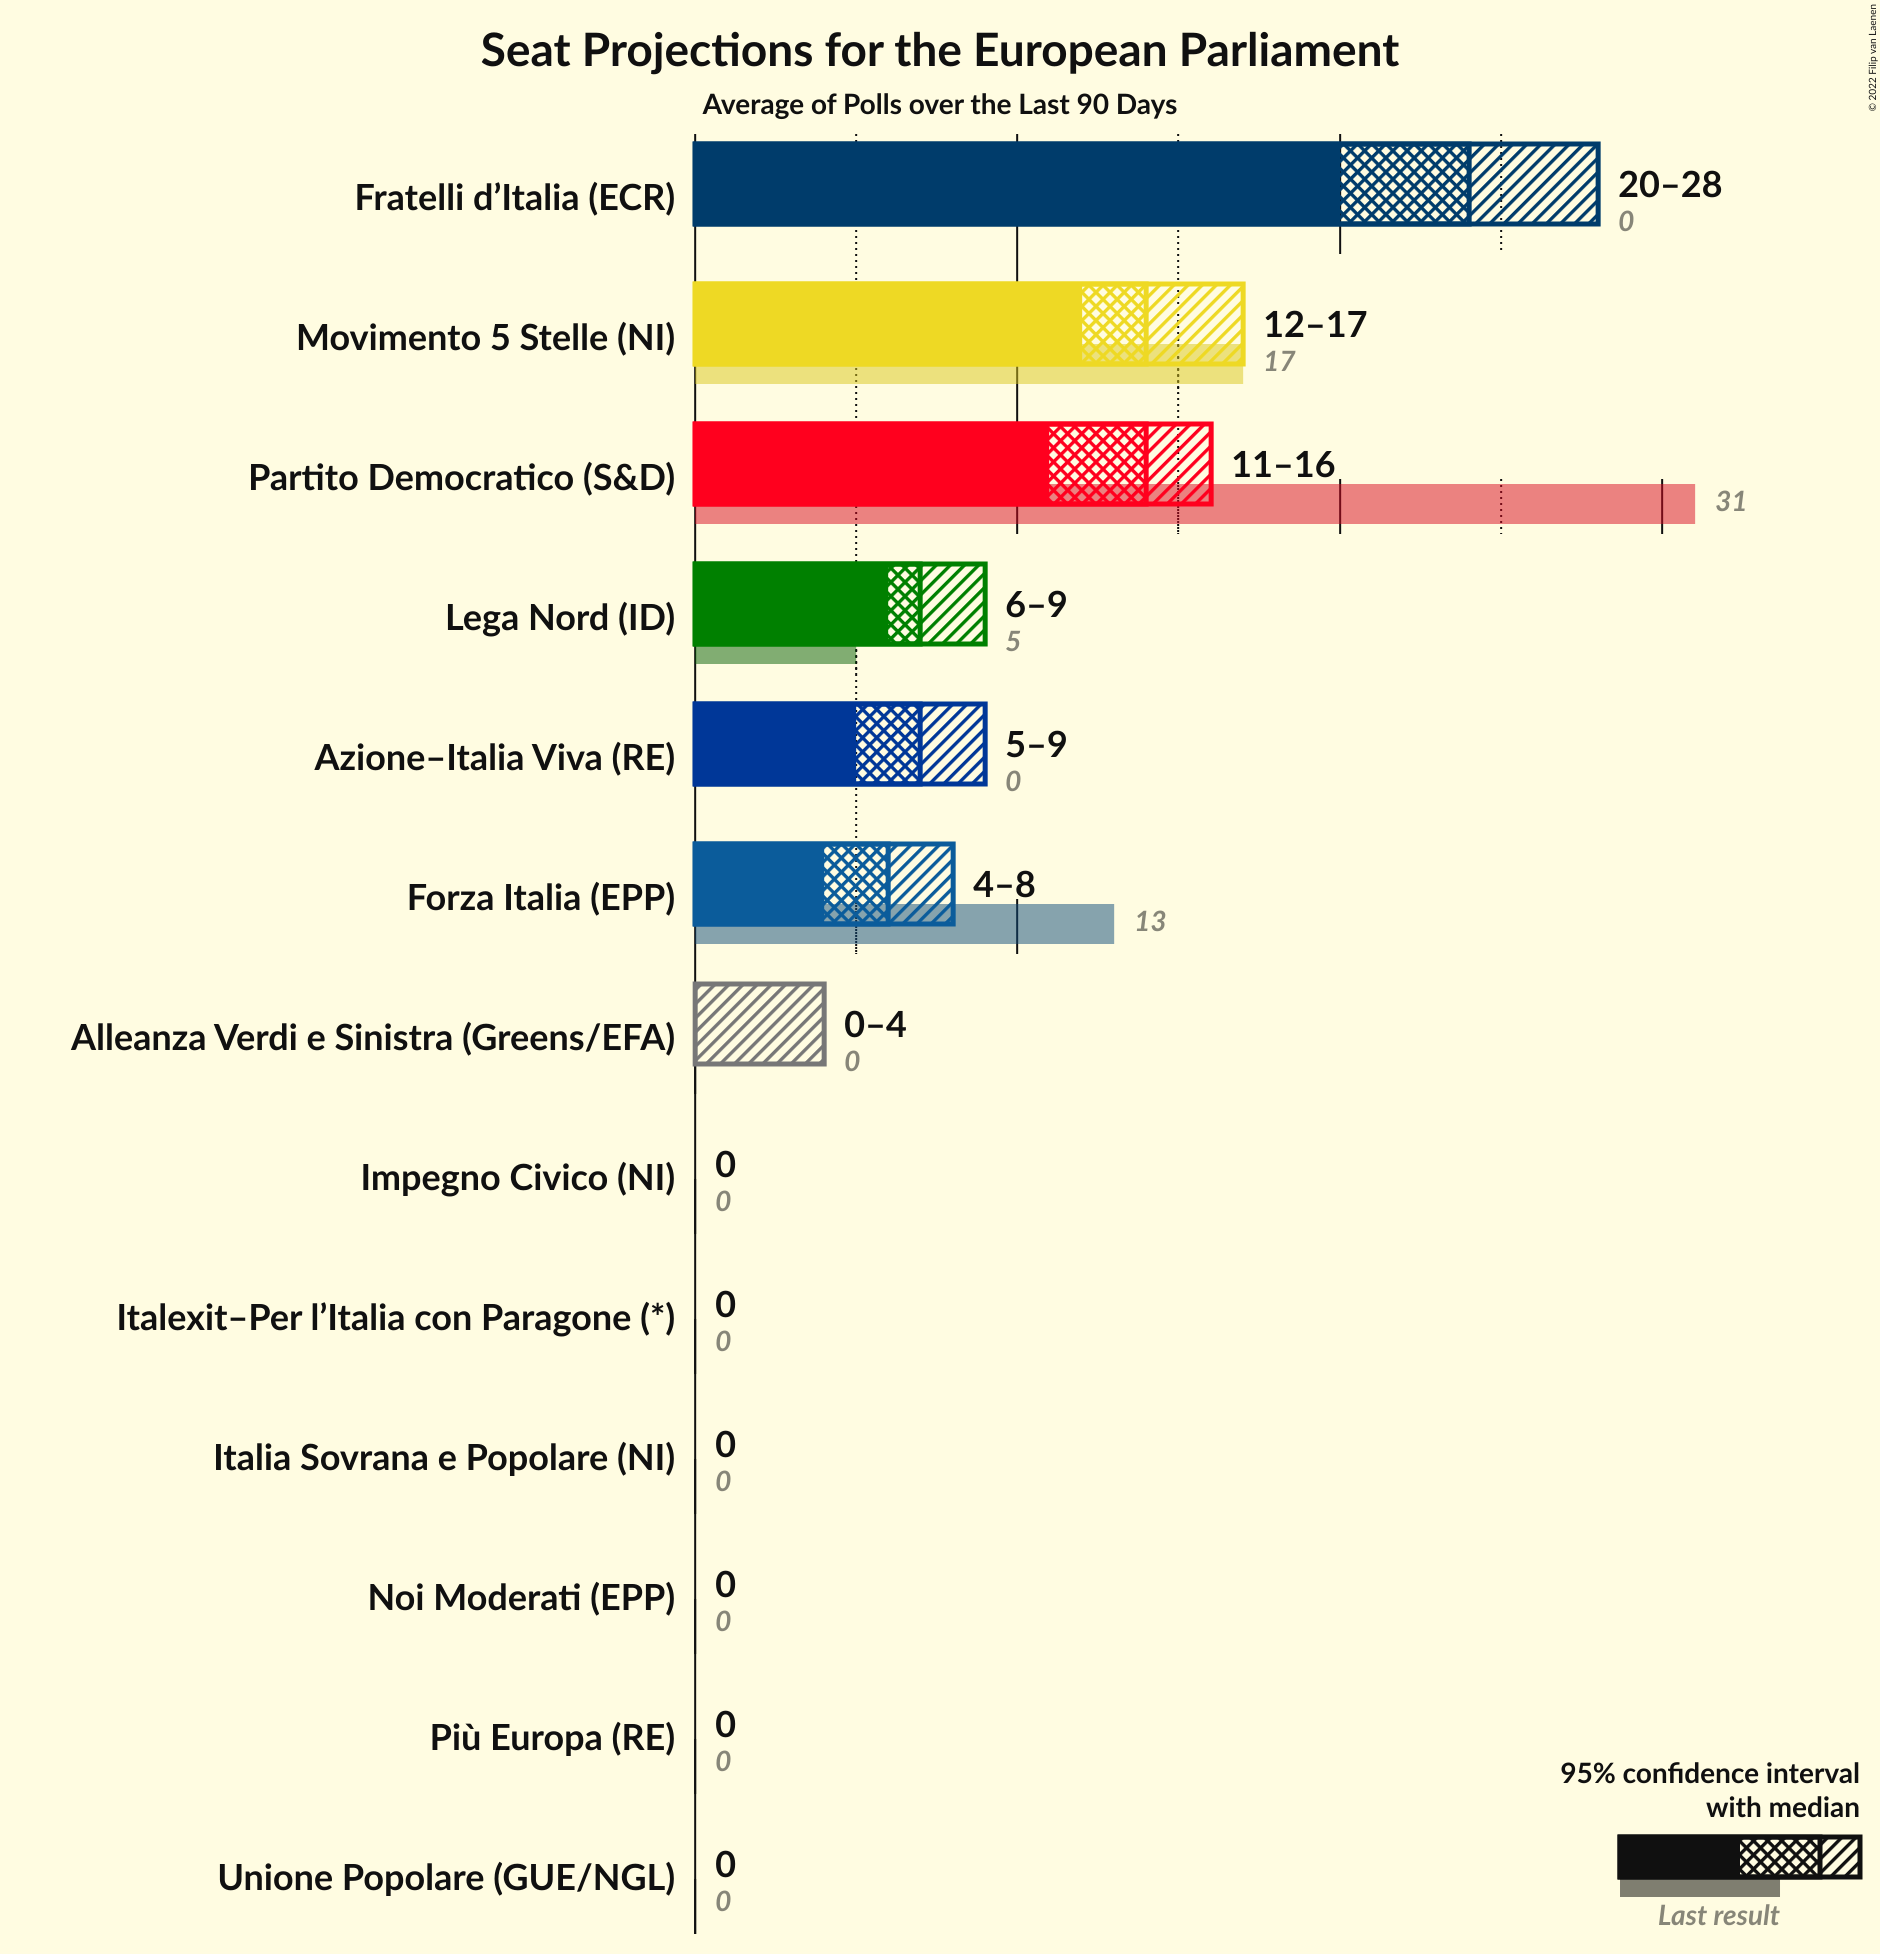 Seat Projections for the European Parliament
Average of Polls over the Last 90 Days
© 2022 Filip van Laenen
Fratelli d’Italia (ECR)
20–28
0
Movimento 5 Stelle (NI)
12–17
17
Partito Democratico (S&D)
11–16
31
Lega Nord (ID)
6–9
5
Azione–Italia Viva (RE)
5–9
0
Forza Italia (EPP)
4–8
13
Alleanza Verdi e Sinistra (Greens/EFA)
0–4
0
Impegno Civico (NI)
0
0
Italexit–Per l’Italia con Paragone (*)
0
0
Italia Sovrana e Popolare (NI)
0
0
Noi Moderati (EPP)
0
0
Più Europa (RE)
0
0
Unione Popolare (GUE/NGL)
0
0
95% confidence interval
with median
Last result